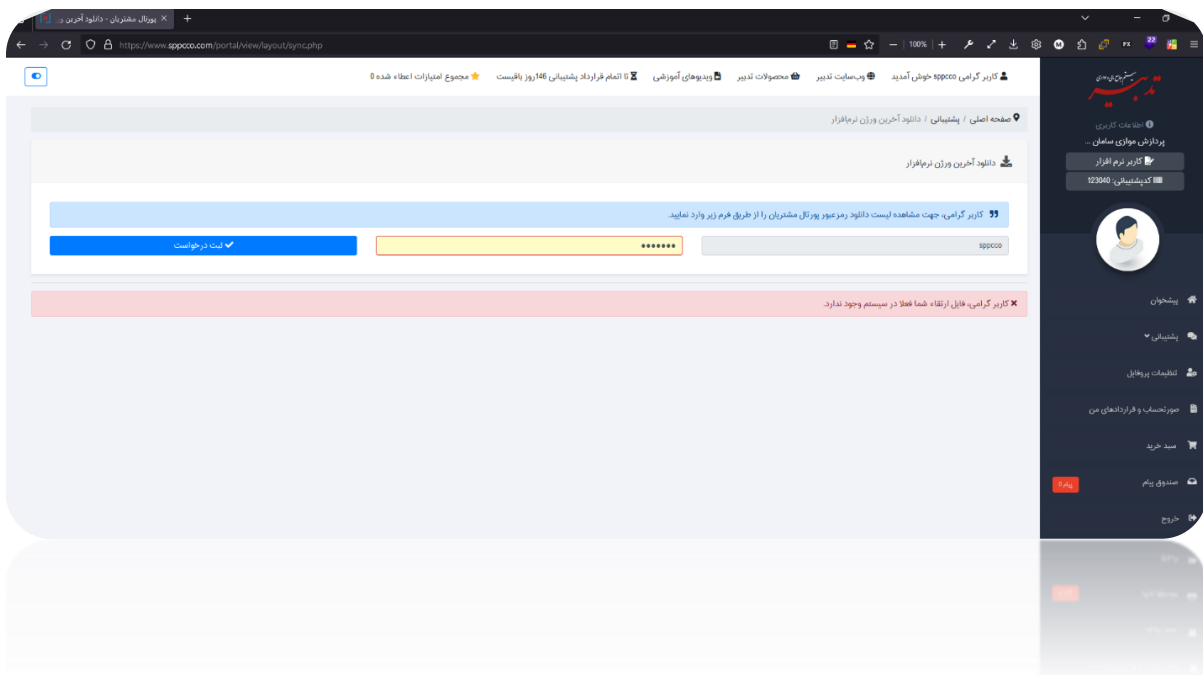 پورتال مشتریان - دانلود آخرین ور
https://www.sppcco.com/portal/view/layout/sync.php
100%
22
کاربر گرامی sppcco خوش آمدید
وب‌سایت تدبیر
محصولات تدبیر
ویدیوهای آموزشی
تا اتمام قرارداد پشتیبانی 146روز باقیست
مجموع امتیازات اعطاء شده 0
تدبیر
اطلاعات کاربری
پردازش موازی سامان ...
کاربر نرم افزار
کدپشتیبانی: 123040
صفحه اصلی / پشتیبانی / دانلود آخرین ورژن نرم‌افزار
دانلود آخرین ورژن نرم‌افزار
کاربر گرامی، جهت مشاهده لیست دانلود رمزعبور پورتال مشتریان را از طریق فرم زیر وارد نمایید.
sppcco
ثبت درخواست
کاربر گرامی، فایل ارتقاء شما فعلا در سیستم وجود ندارد.
پیشخوان
پشتیبانی
تنظیمات پروفایل
صورتحساب و قراردادهای من
سبد خرید
صندوق پیام
پیام 0
خروج